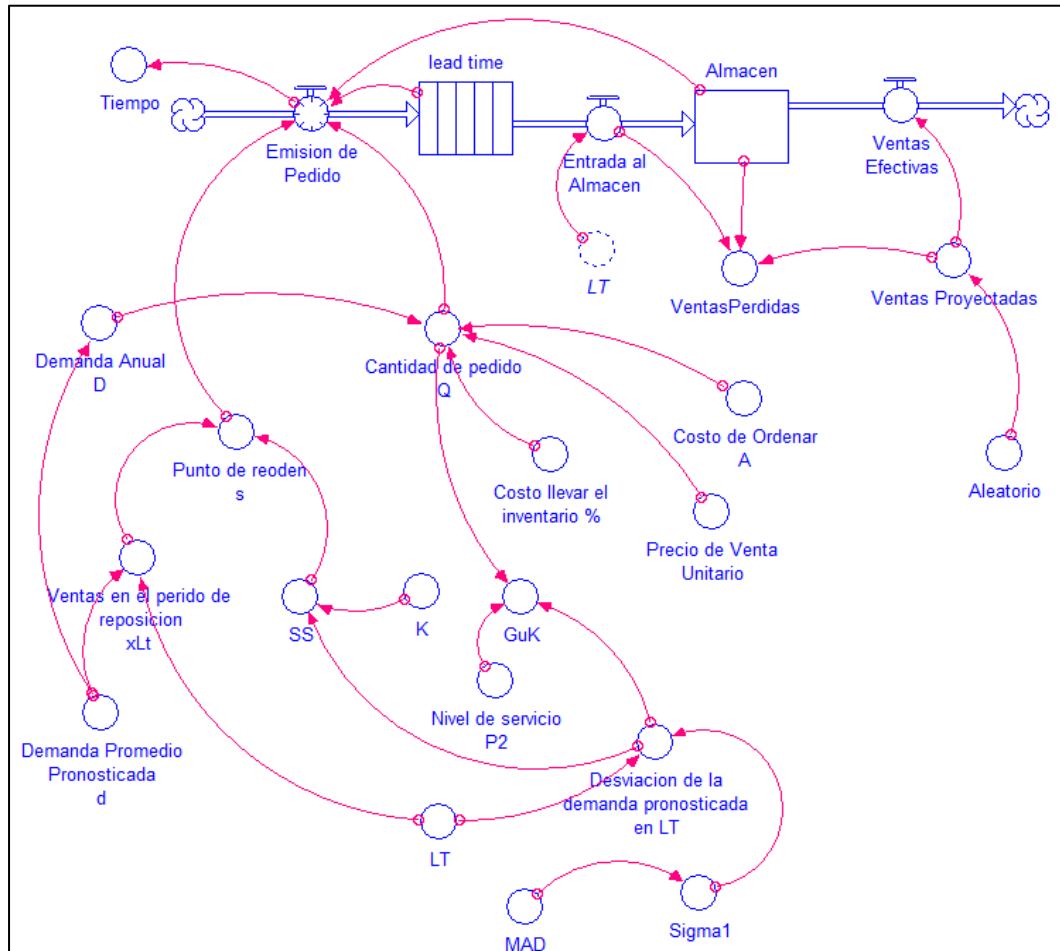 lead time
Almacen
Tiempo
Emision de
Pedido
Entrada al
Almacen
Ventas
Efectivas
LT
VentasPerdidas
Ventas Proyectadas
Demanda Anual
D
Cantidad de pedido
Q
Costo de Ordenar
A
Punto de reoden
s
Costo llevar el
inventario %
Aleatorio
Precio de Venta
Unitario
Ventas en el perido de
reposicion
xLt
SS
K
GuK
Nivel de servicio
P2
Demanda Promedio
Pronosticada
d
Desviacion de la
demanda pronosticada
en LT
LT
MAD
Sigma1